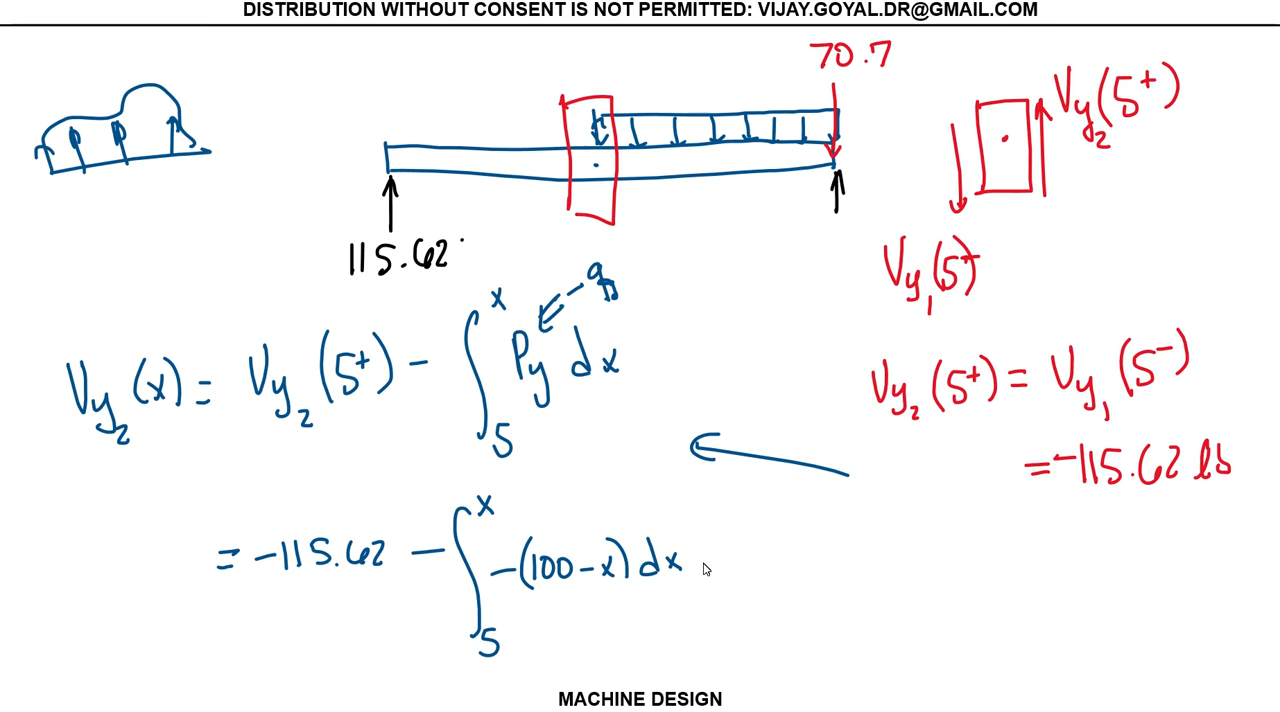 DISTRIBUTION WITHOUT CONSENT IS NOT PERMITTED: VIJAY.GOYAL.DR@GMAIL.COM
70.7
Vy₂(5⁺)
115.62
Vy₁(5⁻)
q
Vy₂(x) = Vy₂(5⁺) - ∫₅ˣ Py dx
Vy₂(5⁺) = Vy₁(5⁻)
= -115.62 lb
= -115.62 - ∫₅ˣ -(100-x) dx
MACHINE DESIGN